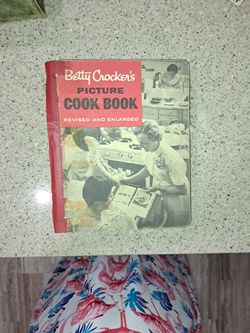 Betty Crocker's
PICTURE
COOK BOOK
REVISED AND ENLARGED